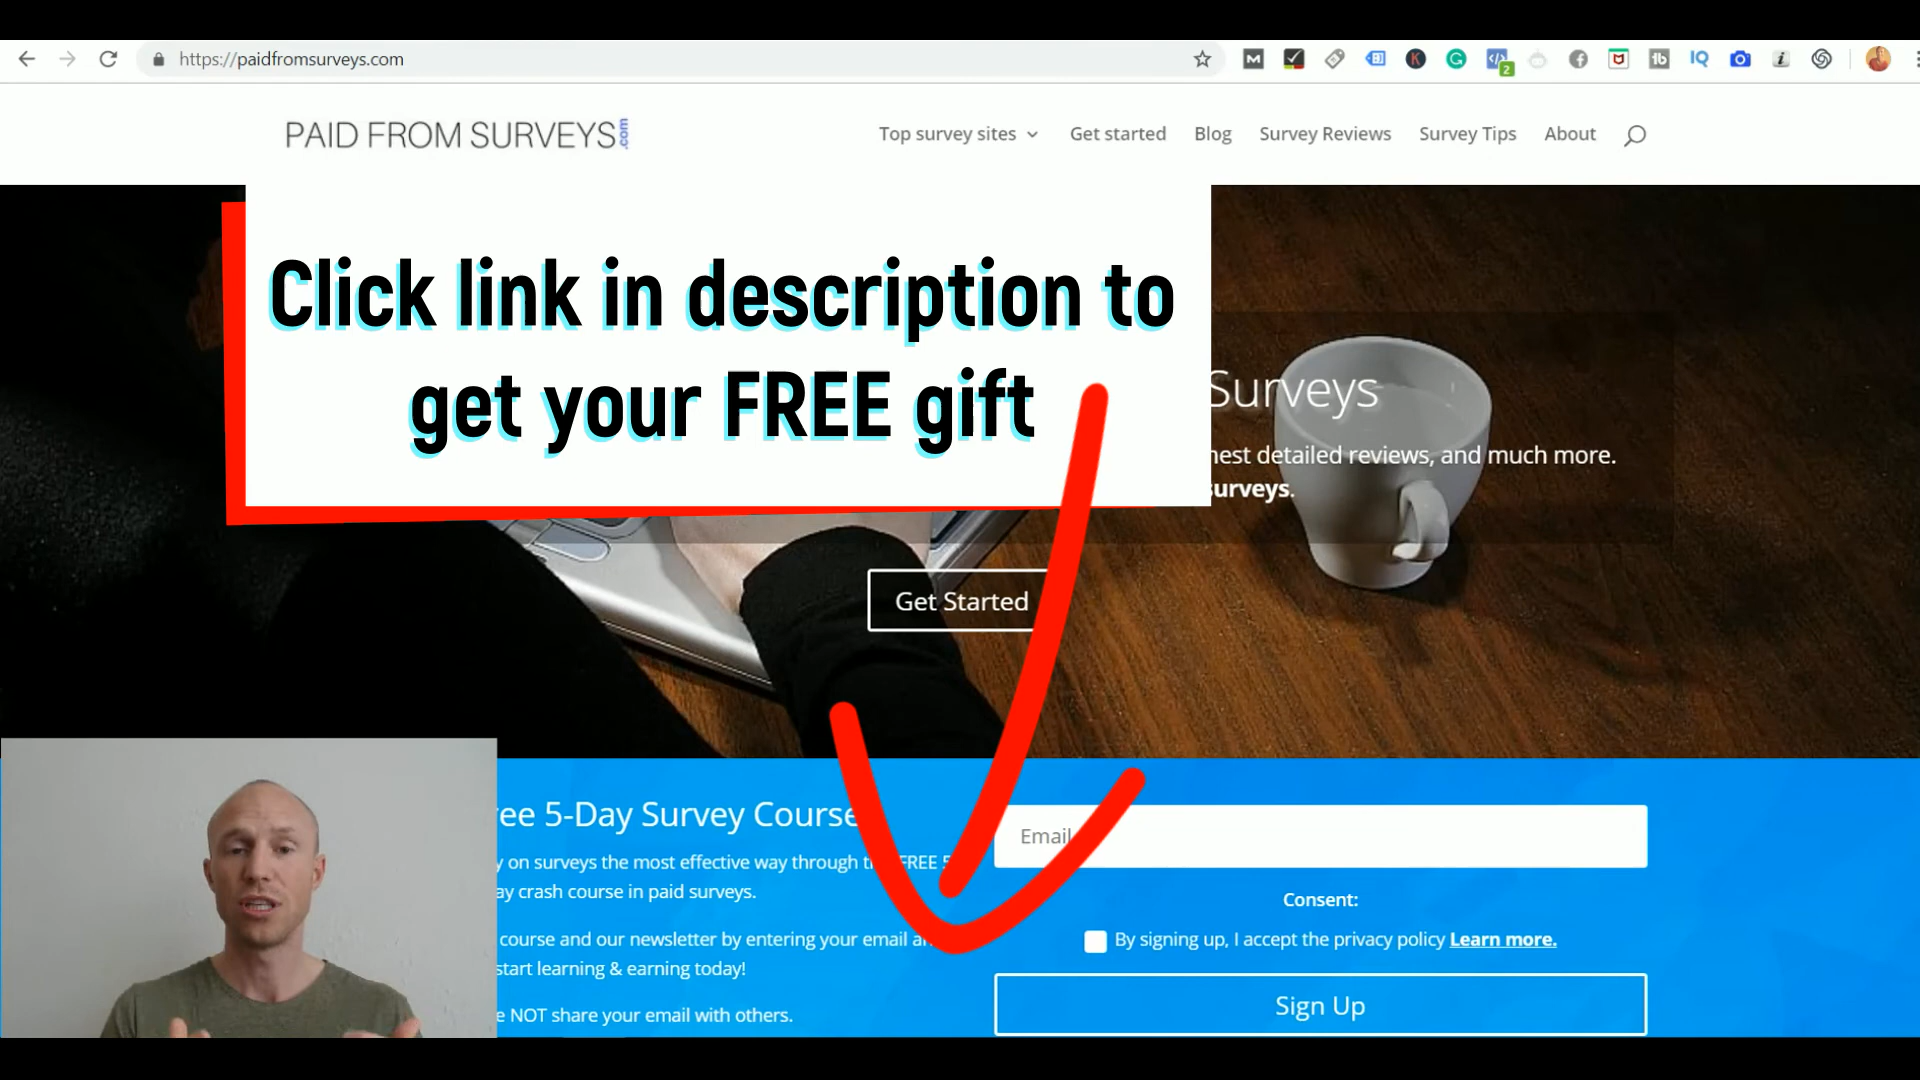 https://paidfromsurveys.com
2
PAID FROM SURVEYS.com
Top survey sites
Get started
Blog
Survey Reviews
Survey Tips
About
Click link in description to
get your FREE gift
Surveys
detailed reviews, and much more.
surveys.
Get Started
5-Day Survey Course
on surveys the most effective way through FREE
crash course in paid surveys.
course and our newsletter by entering your email
start learning & earning today!
NOT share your email with others.
Email
Consent:
By signing up, I accept the privacy policy Learn more.
Sign Up